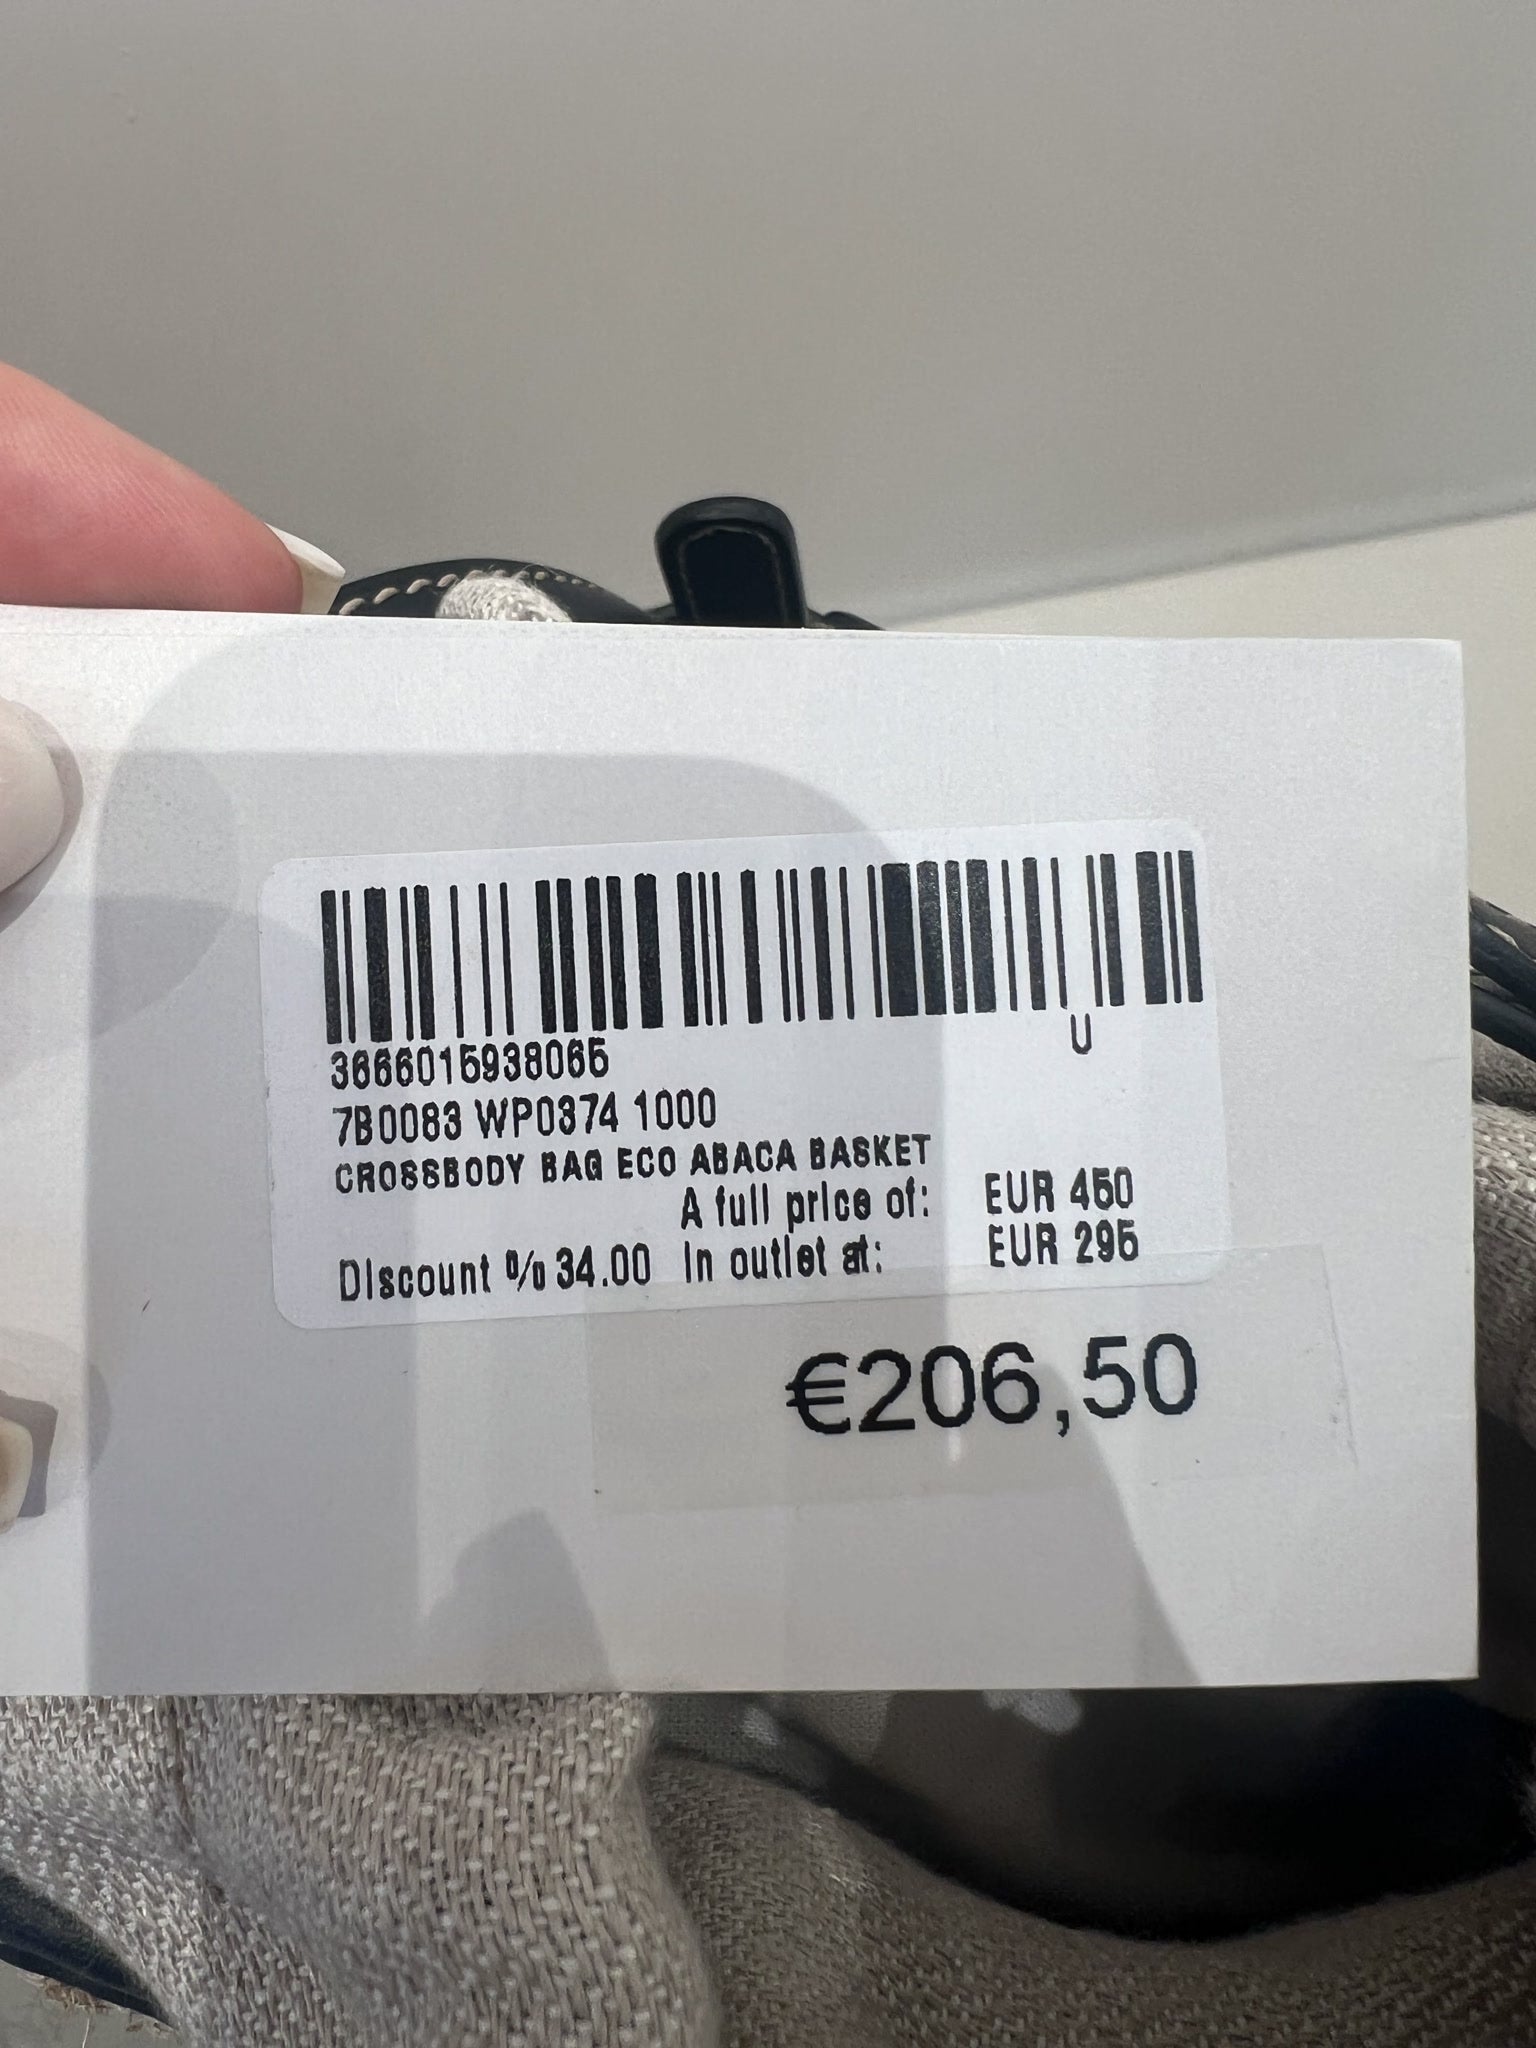 U
3666015938065
7B0083 WP0374 1000
CROSSBODY BAG ECO ABACA BASKET
A full price of: EUR 450
Discount % 34.00 In outlet at: EUR 295
€206,50